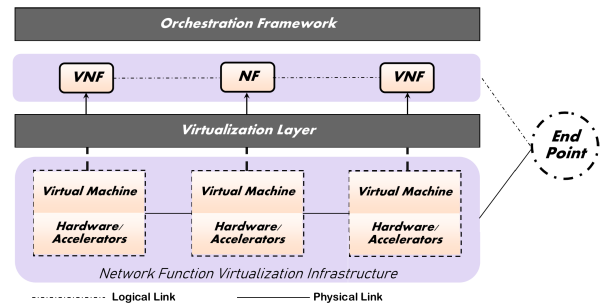 Orchestration Framework
VNF
NF
VNF
Virtualization Layer
End
Point
Virtual Machine
Virtual Machine
Virtual Machine
Hardware/
Accelerators
Hardware/
Accelerators
Hardware/
Accelerators
Network Function Virtualization Infrastructure
Logical Link
Physical Link